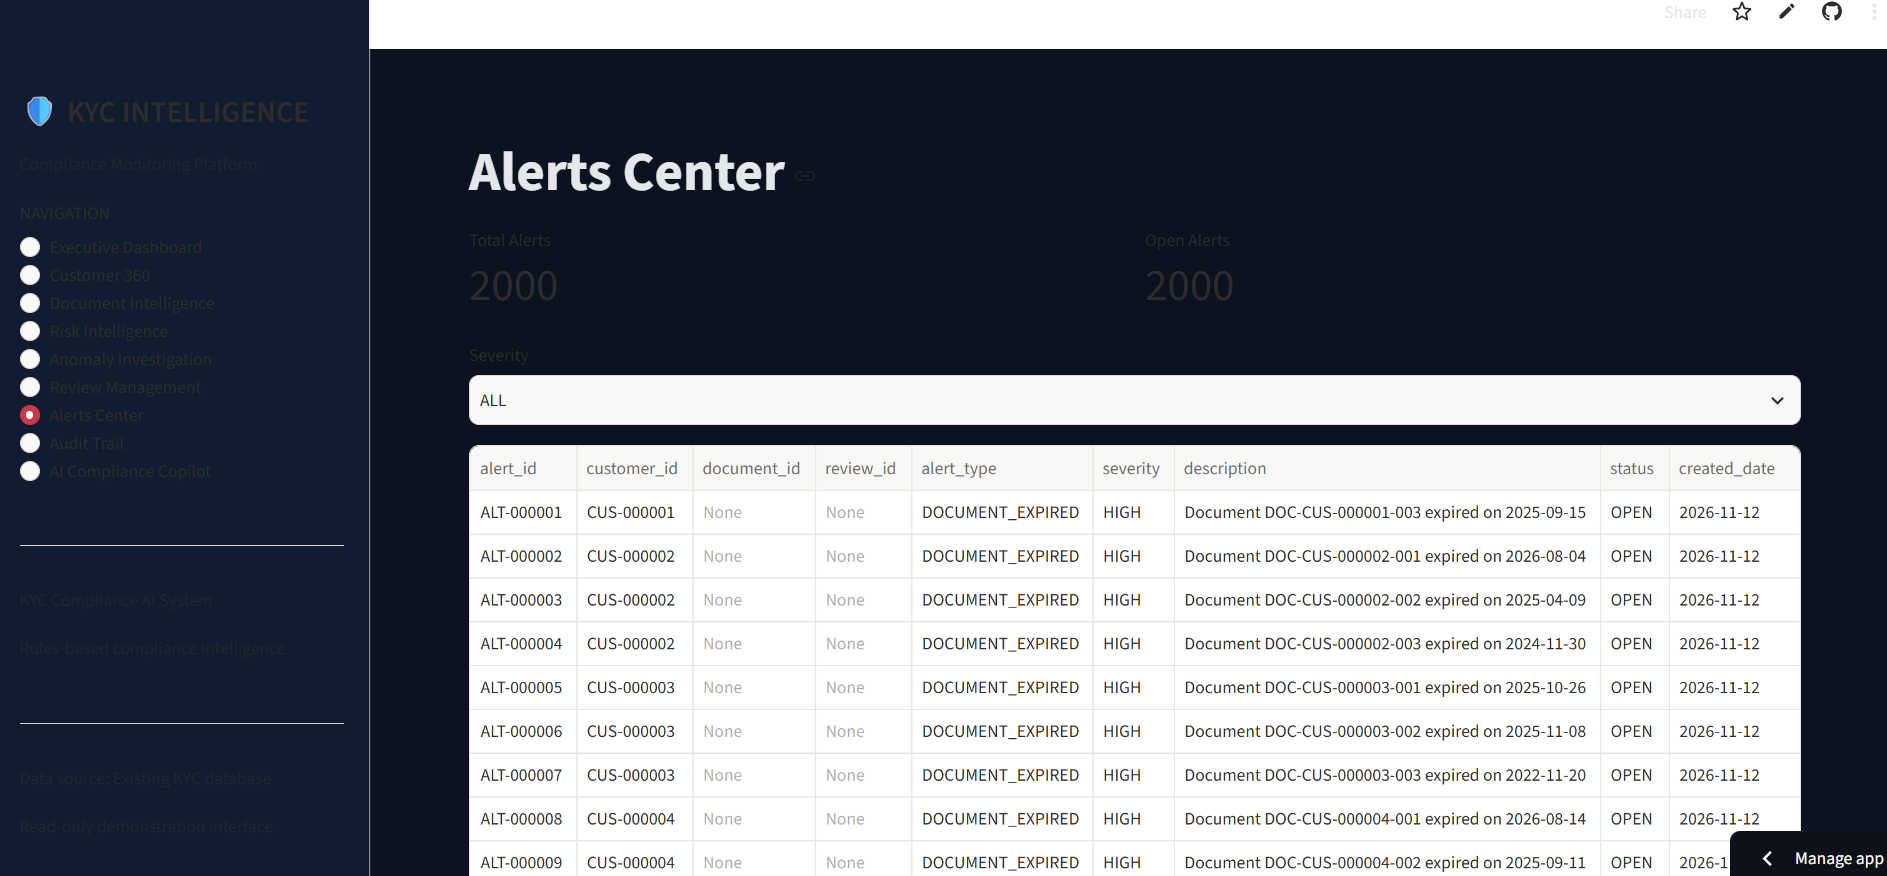 Share
KYC INTELLIGENCE
Compliance Monitoring Platform
NAVIGATION
Executive Dashboard
Customer 360
Document Intelligence
Risk Intelligence
Anomaly Investigation
Review Management
Alerts Center
Audit Trail
AI Compliance Copilot
KYC Compliance AI System
Rules-based compliance intelligence
Data source: Existing KYC database
Read-only demonstration interface
Alerts Center
Total Alerts Open Alerts
2000 2000
Severity
ALL
alert_id customer_id document_id review_id alert_type severity description status created_date
ALT-000001 CUS-000001 None None DOCUMENT_EXPIRED HIGH Document DOC-CUS-000001-003 expired on 2025-09-15 OPEN 2026-11-12
ALT-000002 CUS-000002 None None DOCUMENT_EXPIRED HIGH Document DOC-CUS-000002-001 expired on 2026-08-04 OPEN 2026-11-12
ALT-000003 CUS-000002 None None DOCUMENT_EXPIRED HIGH Document DOC-CUS-000002-002 expired on 2025-04-09 OPEN 2026-11-12
ALT-000004 CUS-000002 None None DOCUMENT_EXPIRED HIGH Document DOC-CUS-000002-003 expired on 2024-11-30 OPEN 2026-11-12
ALT-000005 CUS-000003 None None DOCUMENT_EXPIRED HIGH Document DOC-CUS-000003-001 expired on 2025-10-26 OPEN 2026-11-12
ALT-000006 CUS-000003 None None DOCUMENT_EXPIRED HIGH Document DOC-CUS-000003-002 expired on 2025-11-08 OPEN 2026-11-12
ALT-000007 CUS-000003 None None DOCUMENT_EXPIRED HIGH Document DOC-CUS-000003-003 expired on 2022-11-20 OPEN 2026-11-12
ALT-000008 CUS-000004 None None DOCUMENT_EXPIRED HIGH Document DOC-CUS-000004-001 expired on 2026-08-14 OPEN 2026-11-12
ALT-000009 CUS-000004 None None DOCUMENT_EXPIRED HIGH Document DOC-CUS-000004-002 expired on 2025-09-11 OPEN 2026-1
Manage app